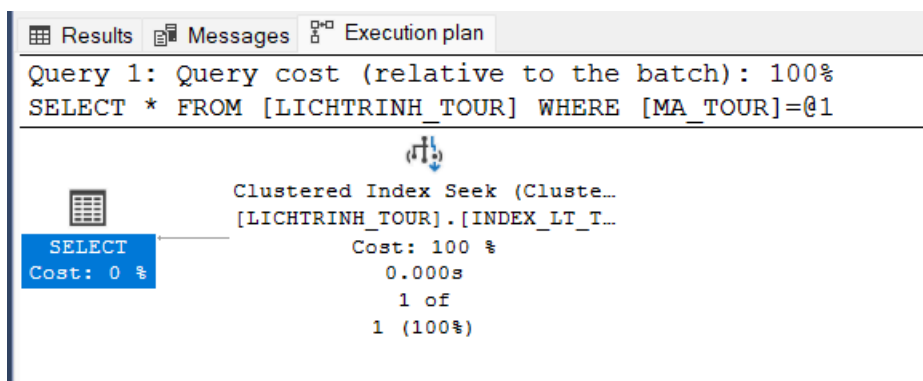 Results Messages Execution plan
Query 1: Query cost (relative to the batch): 100%
SELECT * FROM [LICHTRINH_TOUR] WHERE [MA_TOUR]=@1
Clustered Index Seek (Cluste…
[LICHTRINH_TOUR].[INDEX_LT_T…
SELECT
Cost: 0 %
Cost: 100 %
0.000s
1 of
1 (100%)